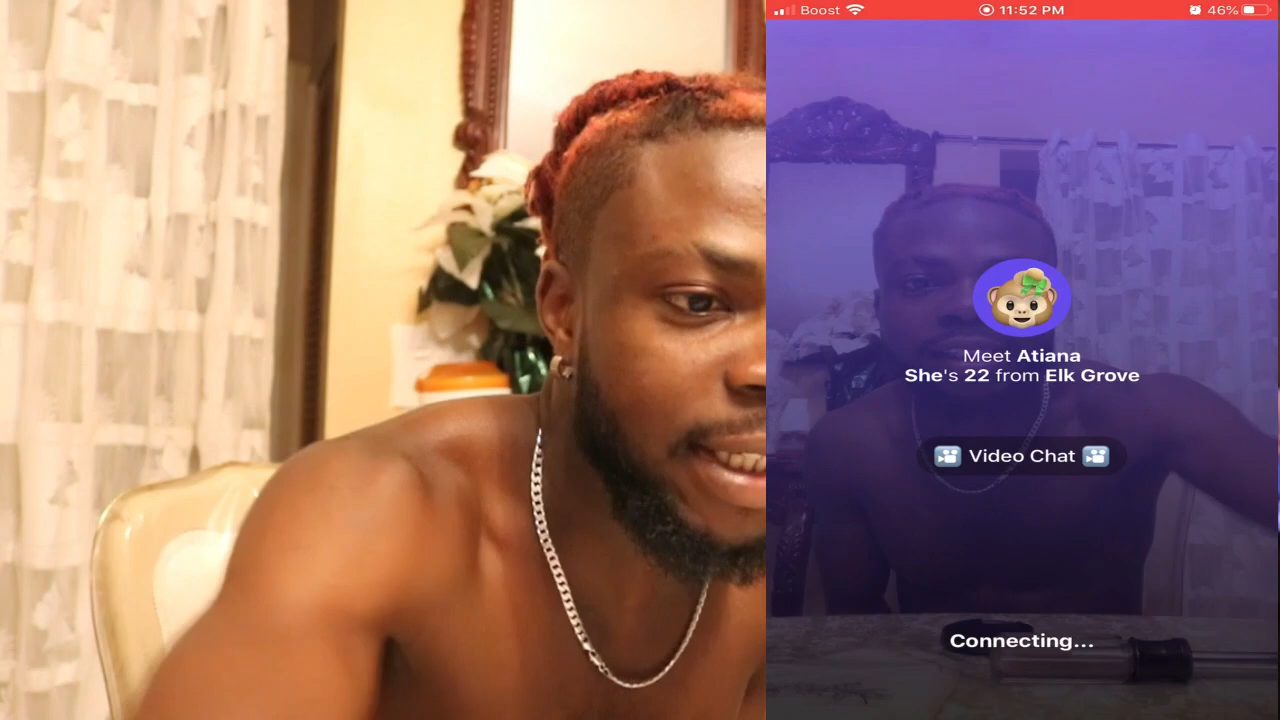 Boost 11:52 PM 46%
Meet Atiana
She's 22 from Elk Grove
Video Chat
Connecting...